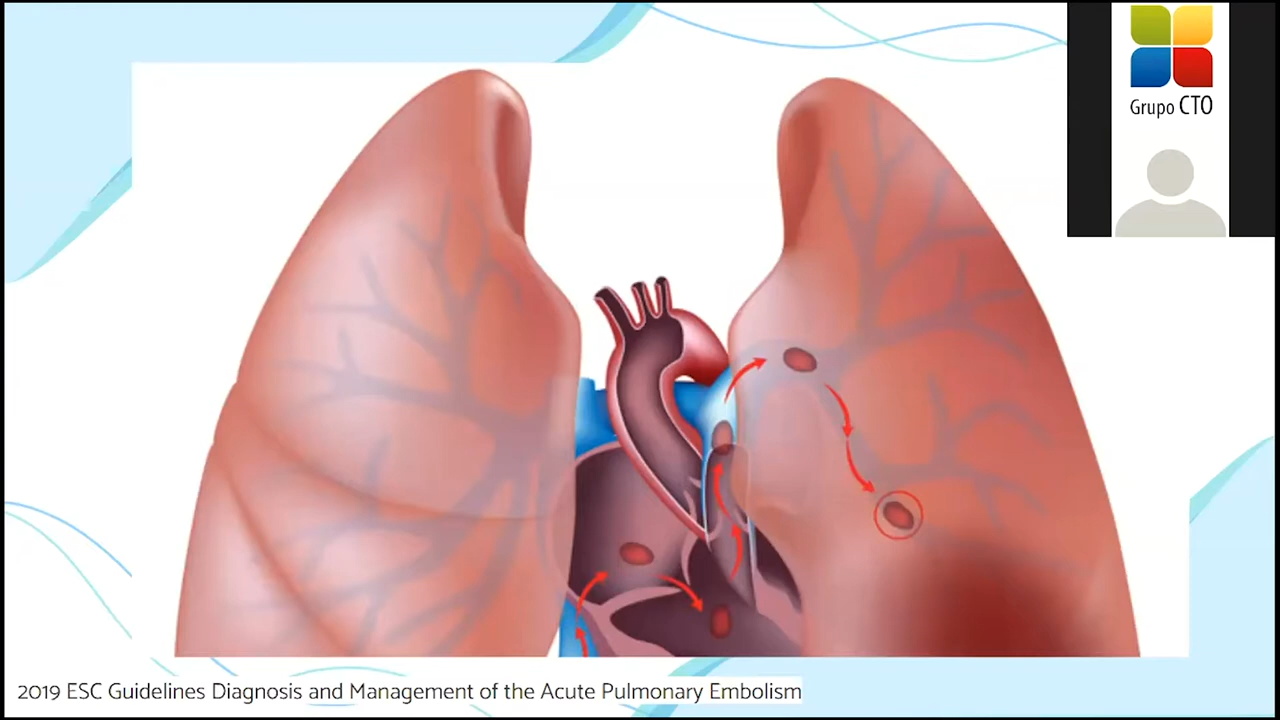 Grupo CTO
2019 ESC Guidelines Diagnosis and Management of the Acute Pulmonary Embolism